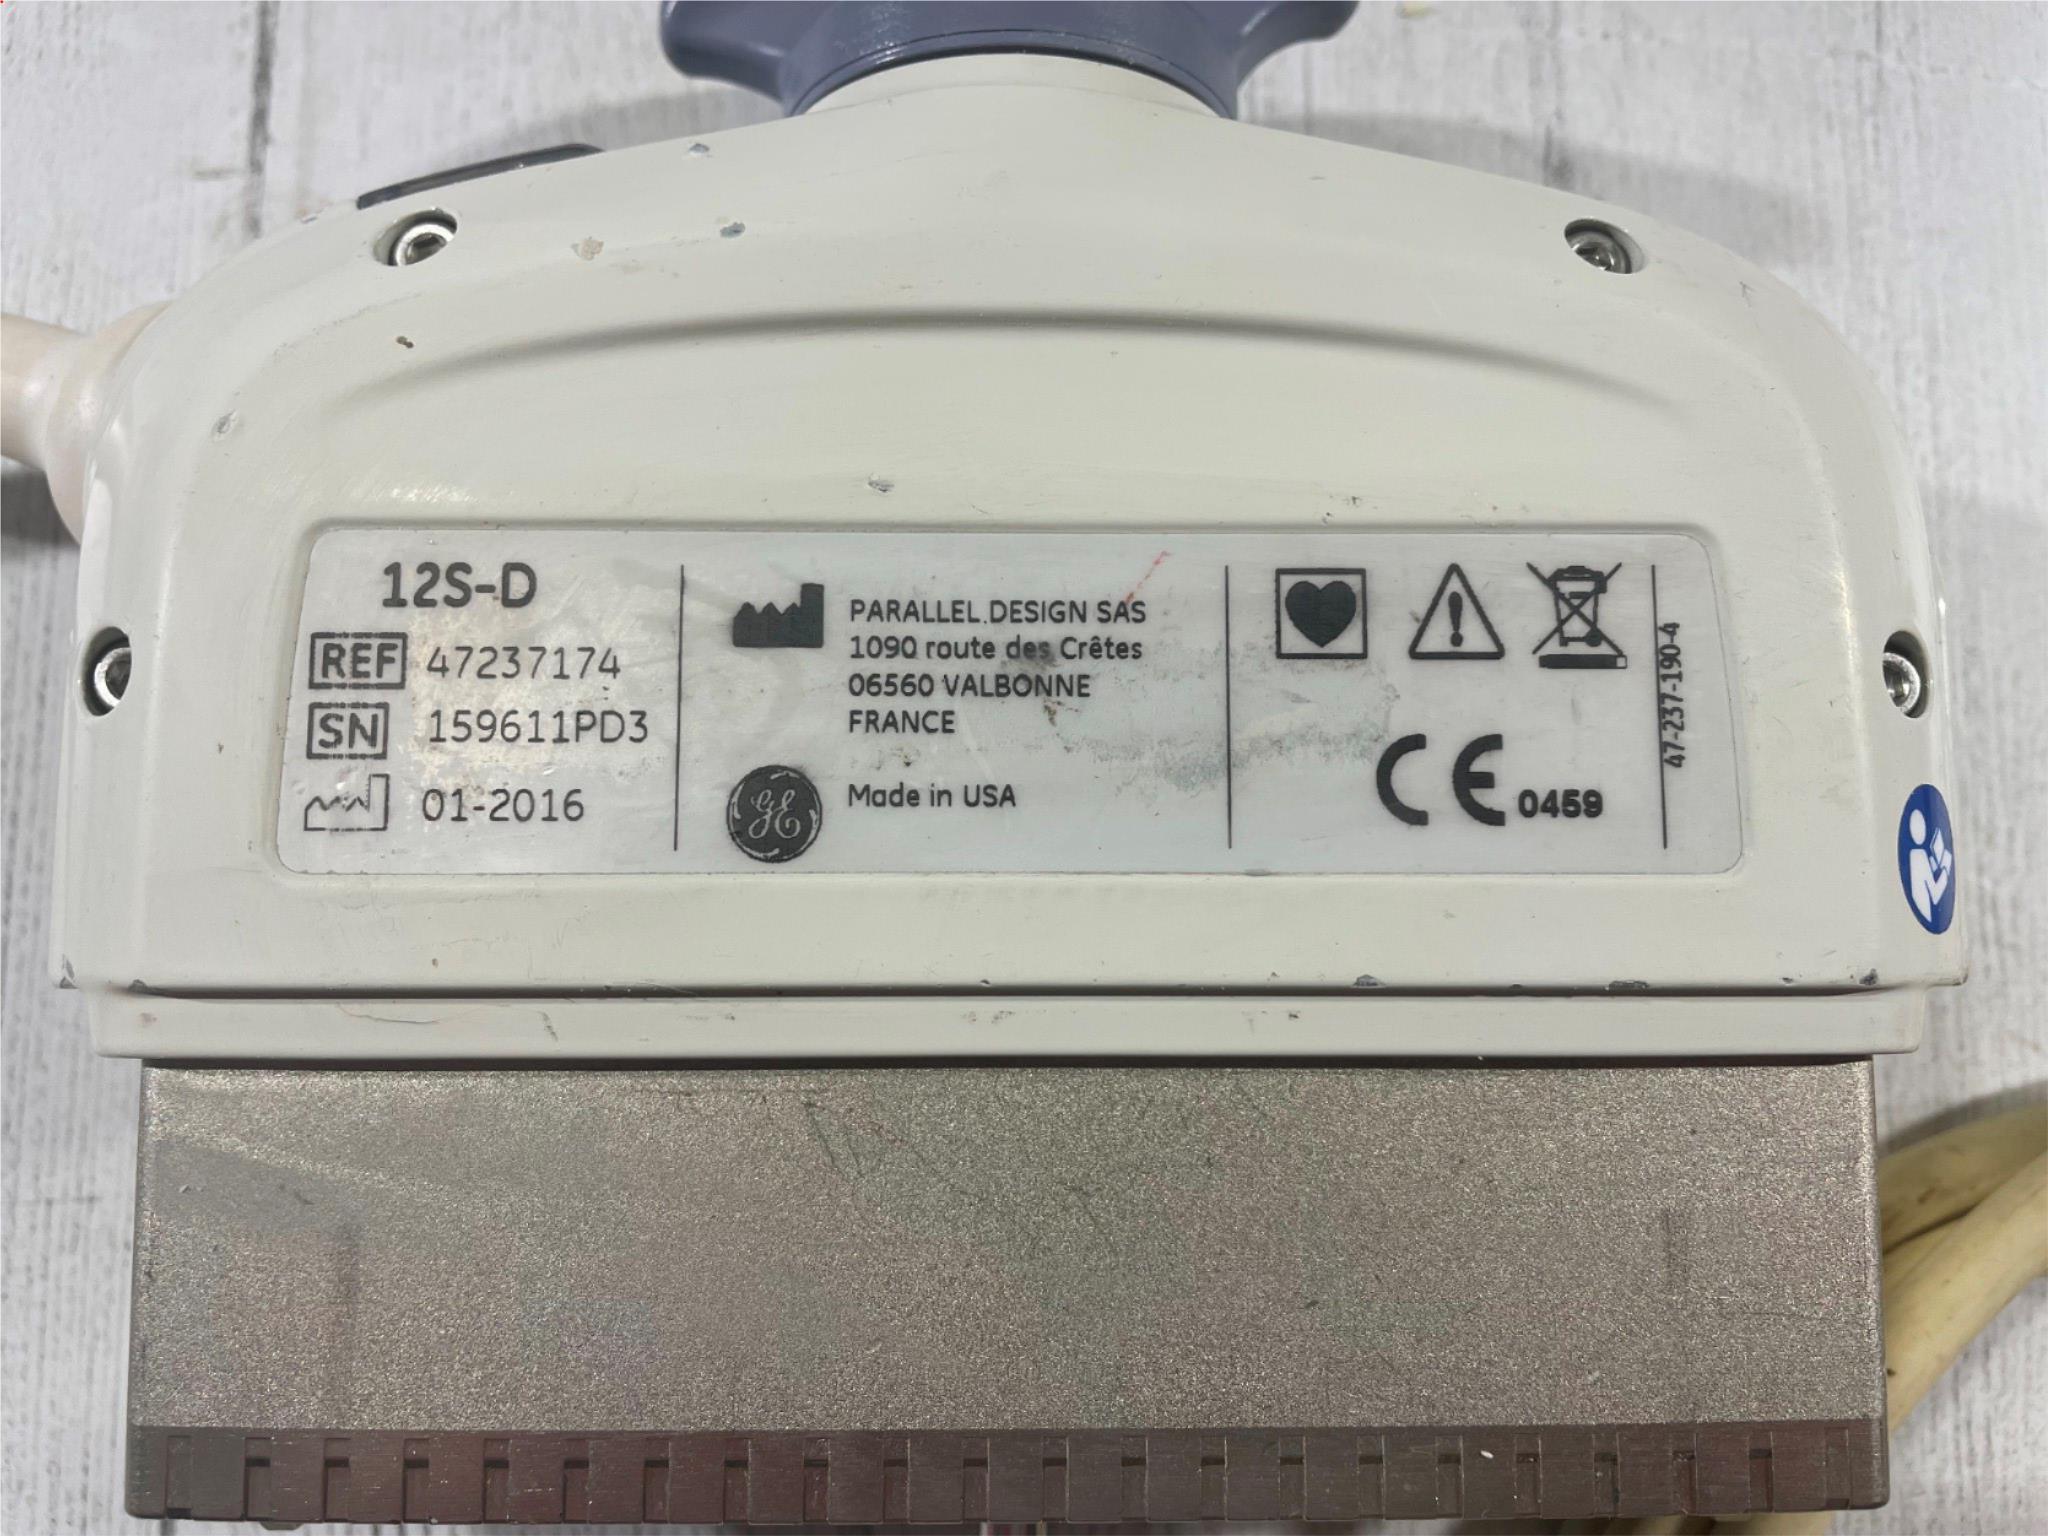 12S-D
REF 47237174
SN 159611PD3
01-2016
PARALLEL DESIGN SAS
1090 route des Crêtes
06560 VALBONNE
FRANCE
GE
Made in USA
CE 0459
47-237-190-4